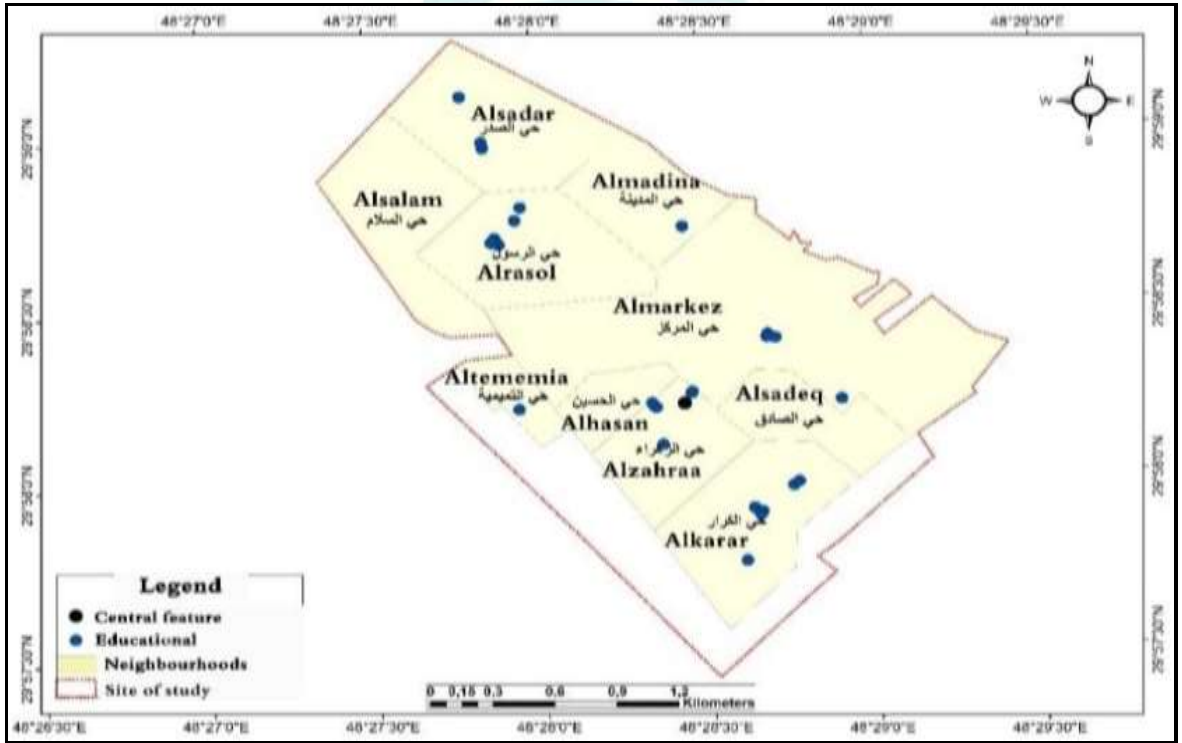 48°27'0"E 48°27'30"E 48°28'0"E 48°28'30"E 48°29'0"E 48°29'30"E
N
W E
S
Alsadar
حي الصدر
Almadina
حي المدينة
Alsalam
حي السلام
حي الرسول
Alrasol
Almarkez
حي المركز
Altememia
حي التميمية
حي الحسين
Alhasan
Alsadeq
حي الصادق
حي الزهراء
Alzahraa
حي الكرار
Alkarar
Legend
Central feature
Educational
Neighbourhoods
Site of study
0 0,15 0,3 0,6 0,9 1,2
Kilometers
48°26'30"E 48°27'0"E 48°27'30"E 48°28'0"E 48°28'30"E 48°29'0"E 48°29'30"E